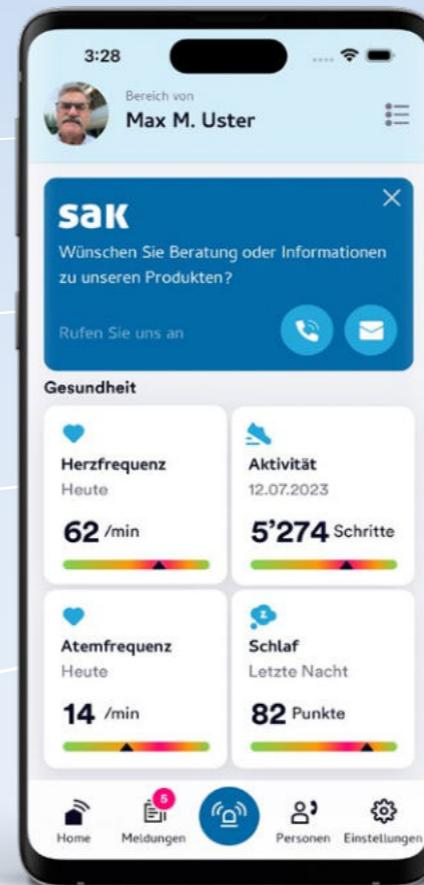 3:28
Bereich von
Max M. Uster
sak
Wünschen Sie Beratung oder Informationen
zu unseren Produkten?
Rufen Sie uns an
Gesundheit
Herzfrequenz
Heute
62 /min
Aktivität
12.07.2023
5’274 Schritte
Atemfrequenz
Heute
14 /min
Schlaf
Letzte Nacht
82 Punkte
5
Home
Meldungen
Personen
Einstellungen